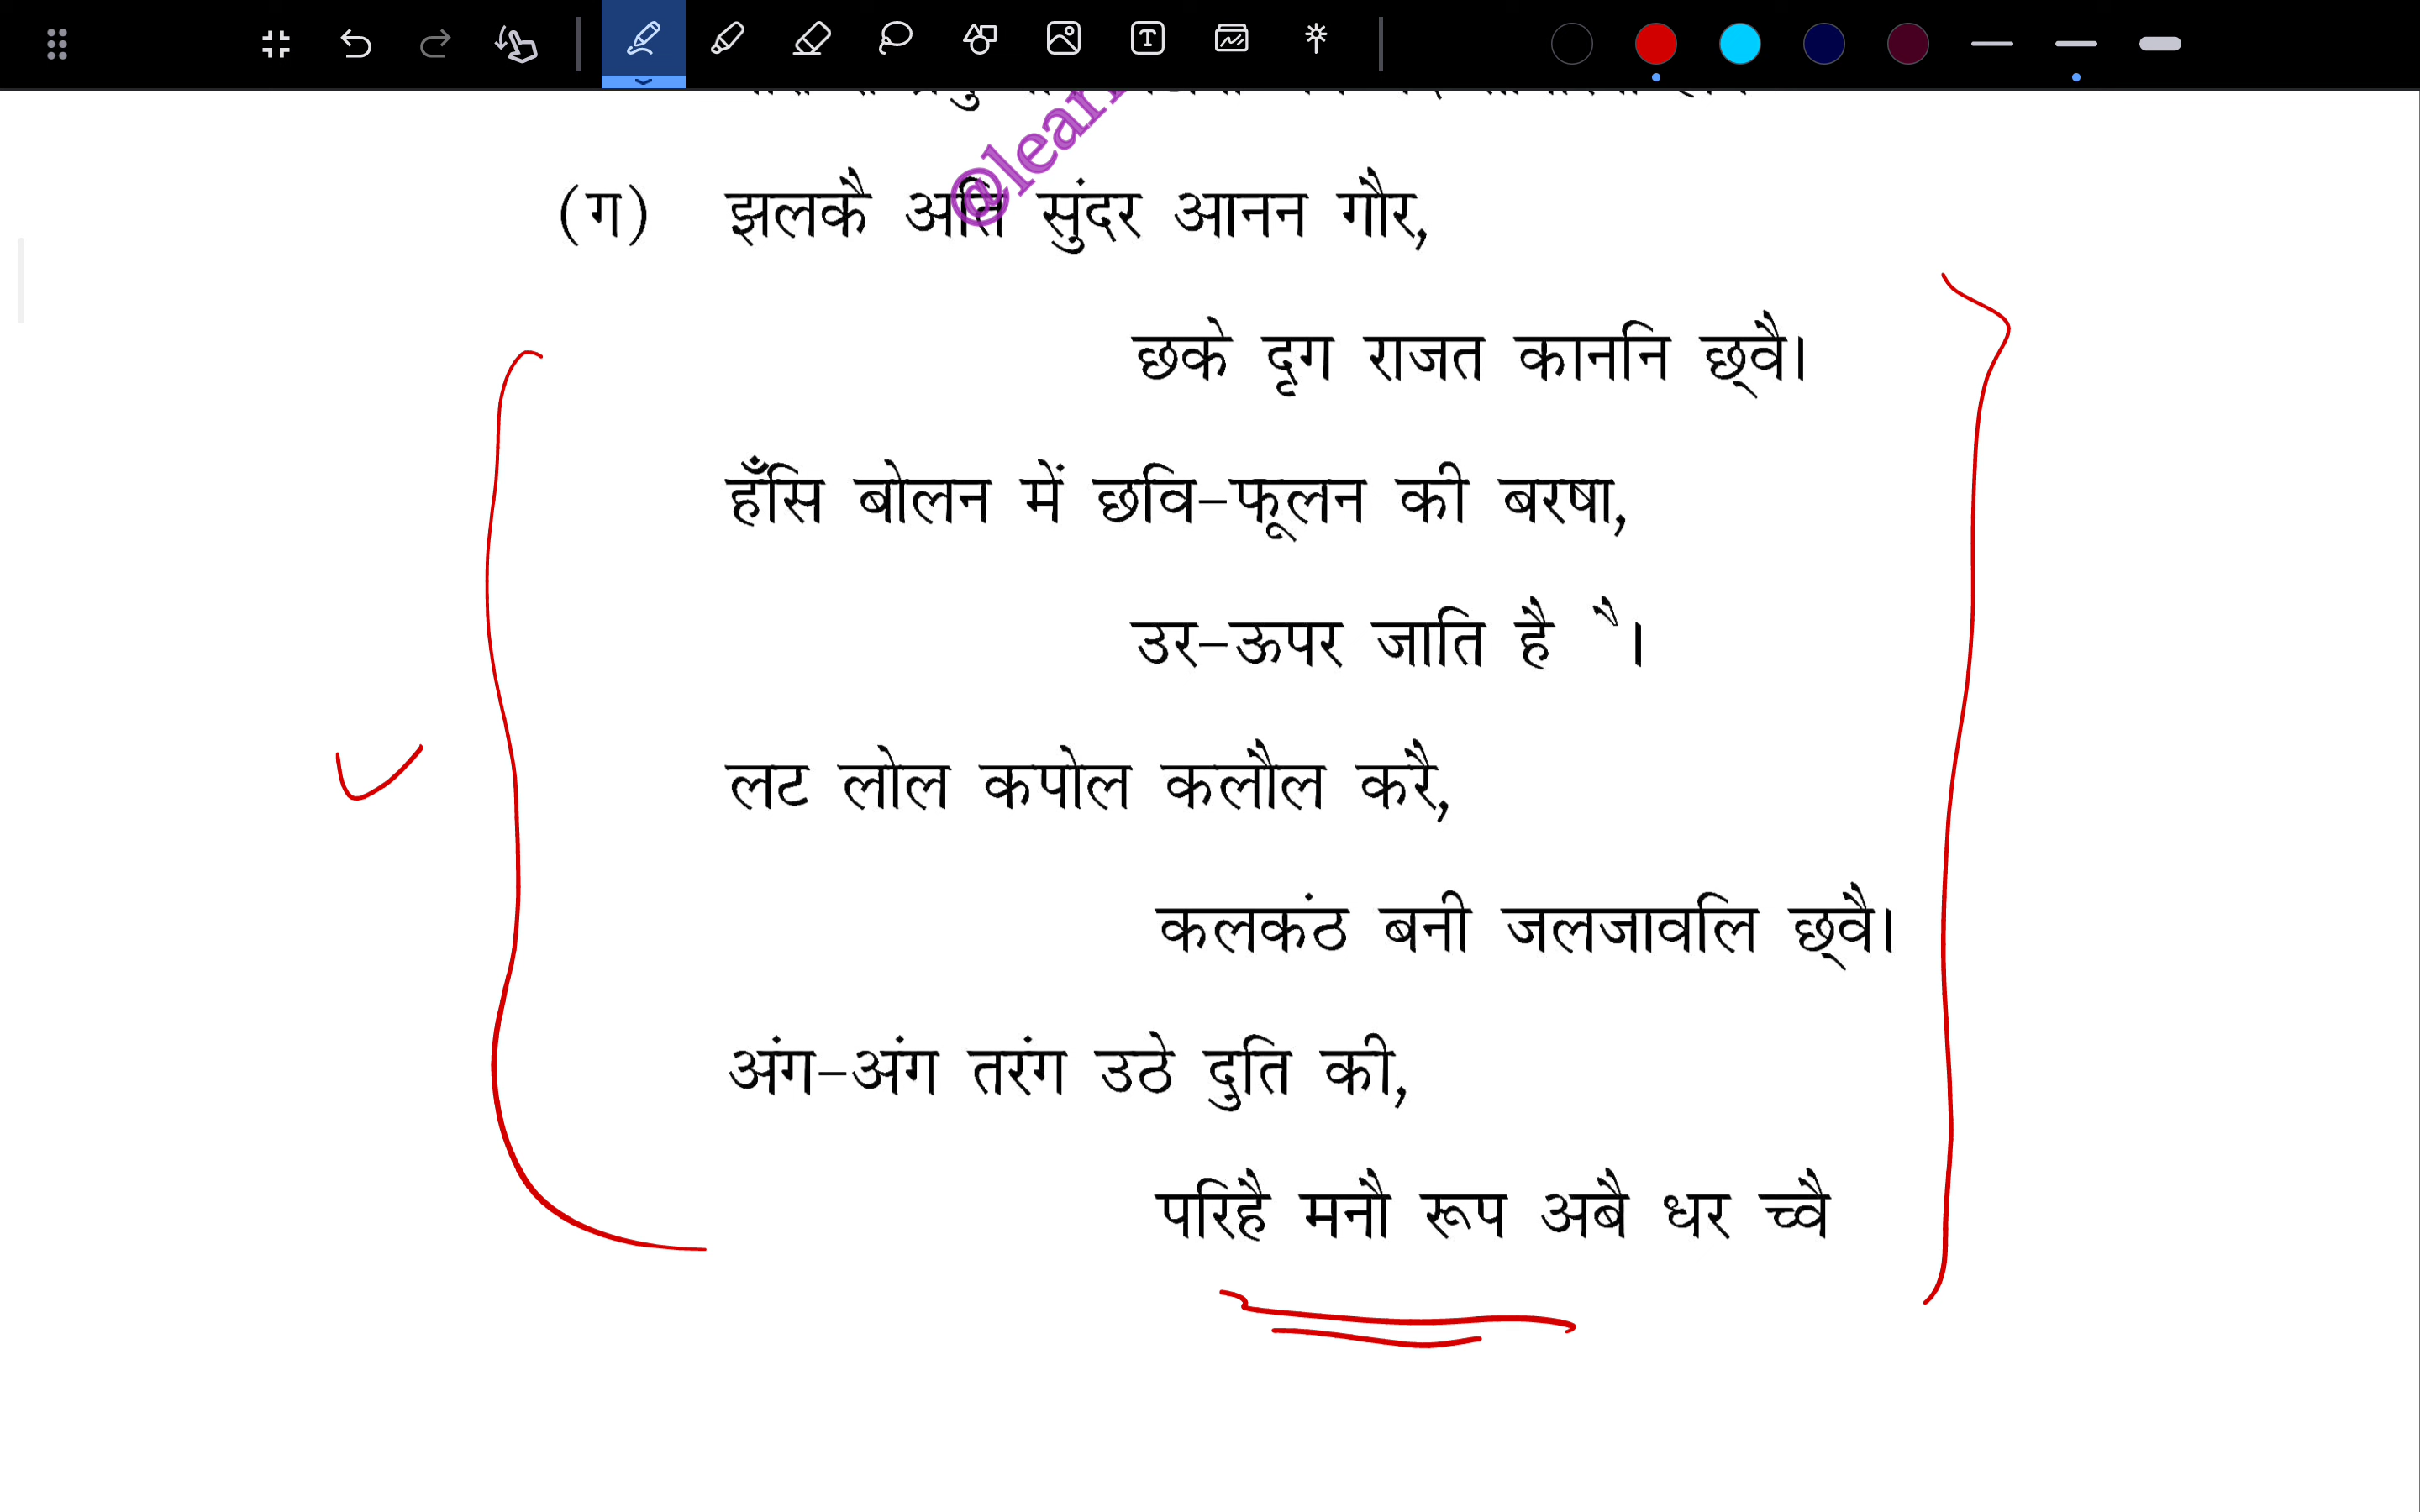 @lear
(ग) झलकै अति सुंदर आनन गौर,
छके दृग राजत काननि छ्वै।
हँसि बोलन में छवि-फूलन की बरषा,
उर-ऊपर जाति है ै।
लट लोल कपोल कलौल करै,
कलकंठ बनी जलजावलि छ्वै।
अंग-अंग तरंग उठै दुति की,
परिहै मनौ रूप अबै धर च्वै